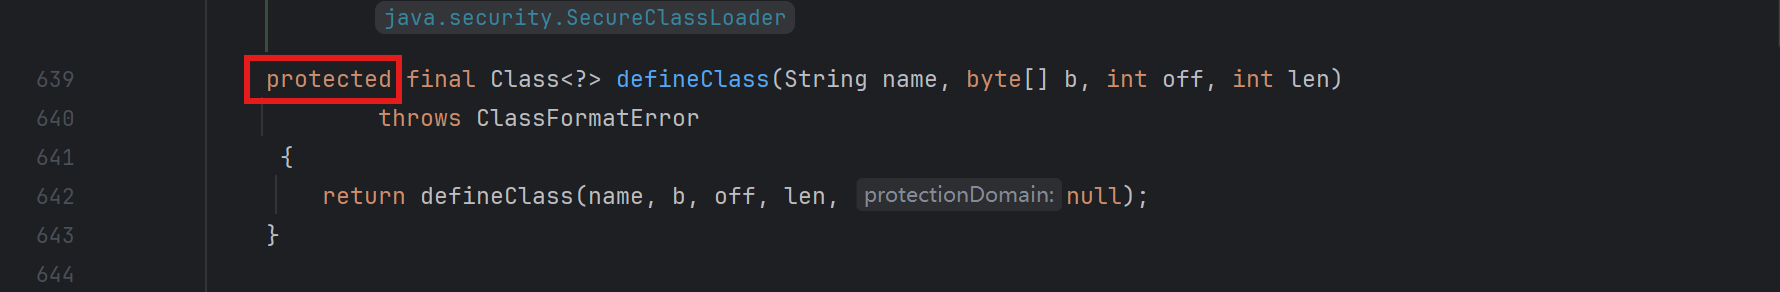 java.security.SecureClassLoader
639 protected final Class<?> defineClass(String name, byte[] b, int off, int len)
640 throws ClassFormatError
641 {
642 return defineClass(name, b, off, len, protectionDomain: null);
643 }
644